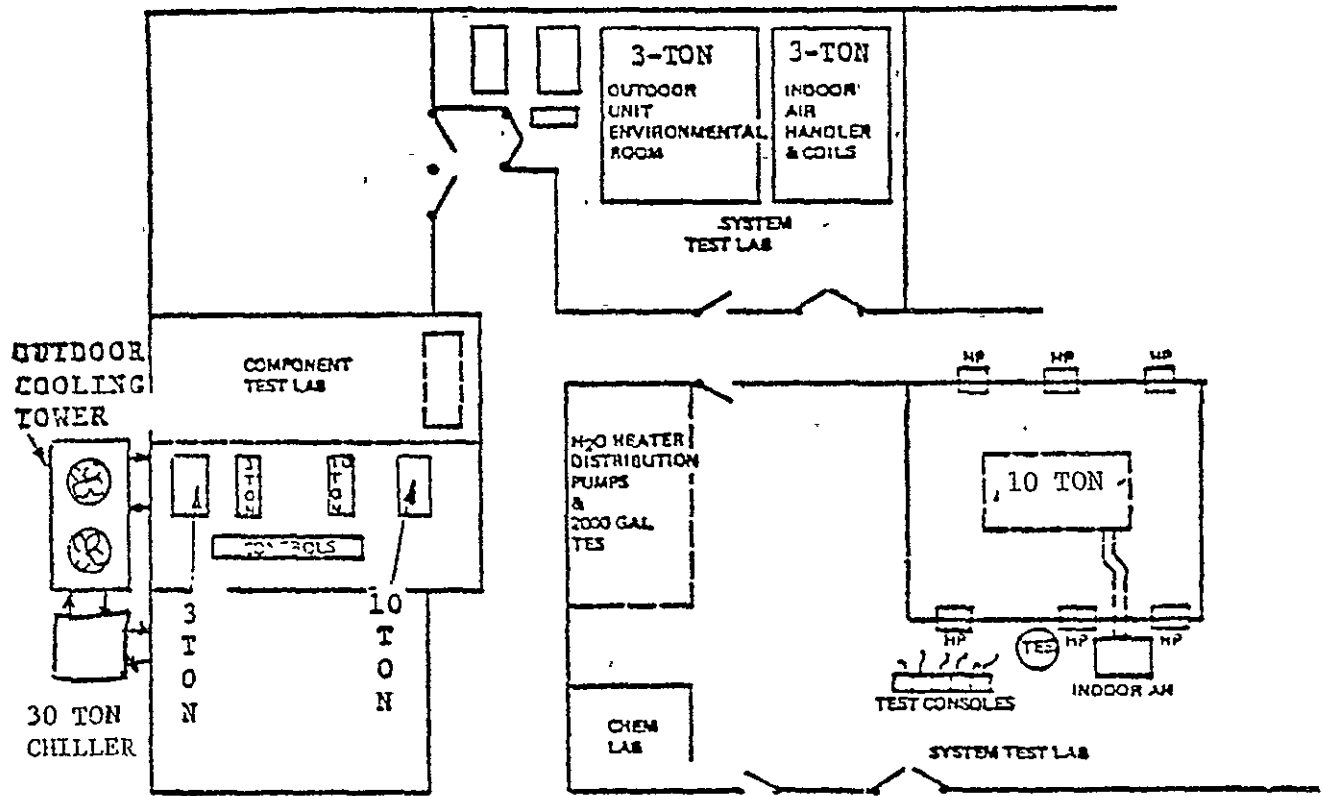 3-TON
OUTDOOR
UNIT
ENVIRONMENTAL
ROOM
3-TON
INDOOR
AIR
HANDLER
& COILS
SYSTEM
TEST LAB
OUTDOOR
COOLING
TOWER
COMPONENT
TEST LAB
3 TON
10 TON
CONTROLS
3
T
O
N
10
T
O
N
30 TON
CHILLER
H2O HEATER
DISTRIBUTION
PUMPS
&
2000 GAL
TES
CHEM
LAB
HP
HP
HP
10 TON
HP
HP
HP
TES
INDOOR AH
TEST CONSOLES
SYSTEM TEST LAB